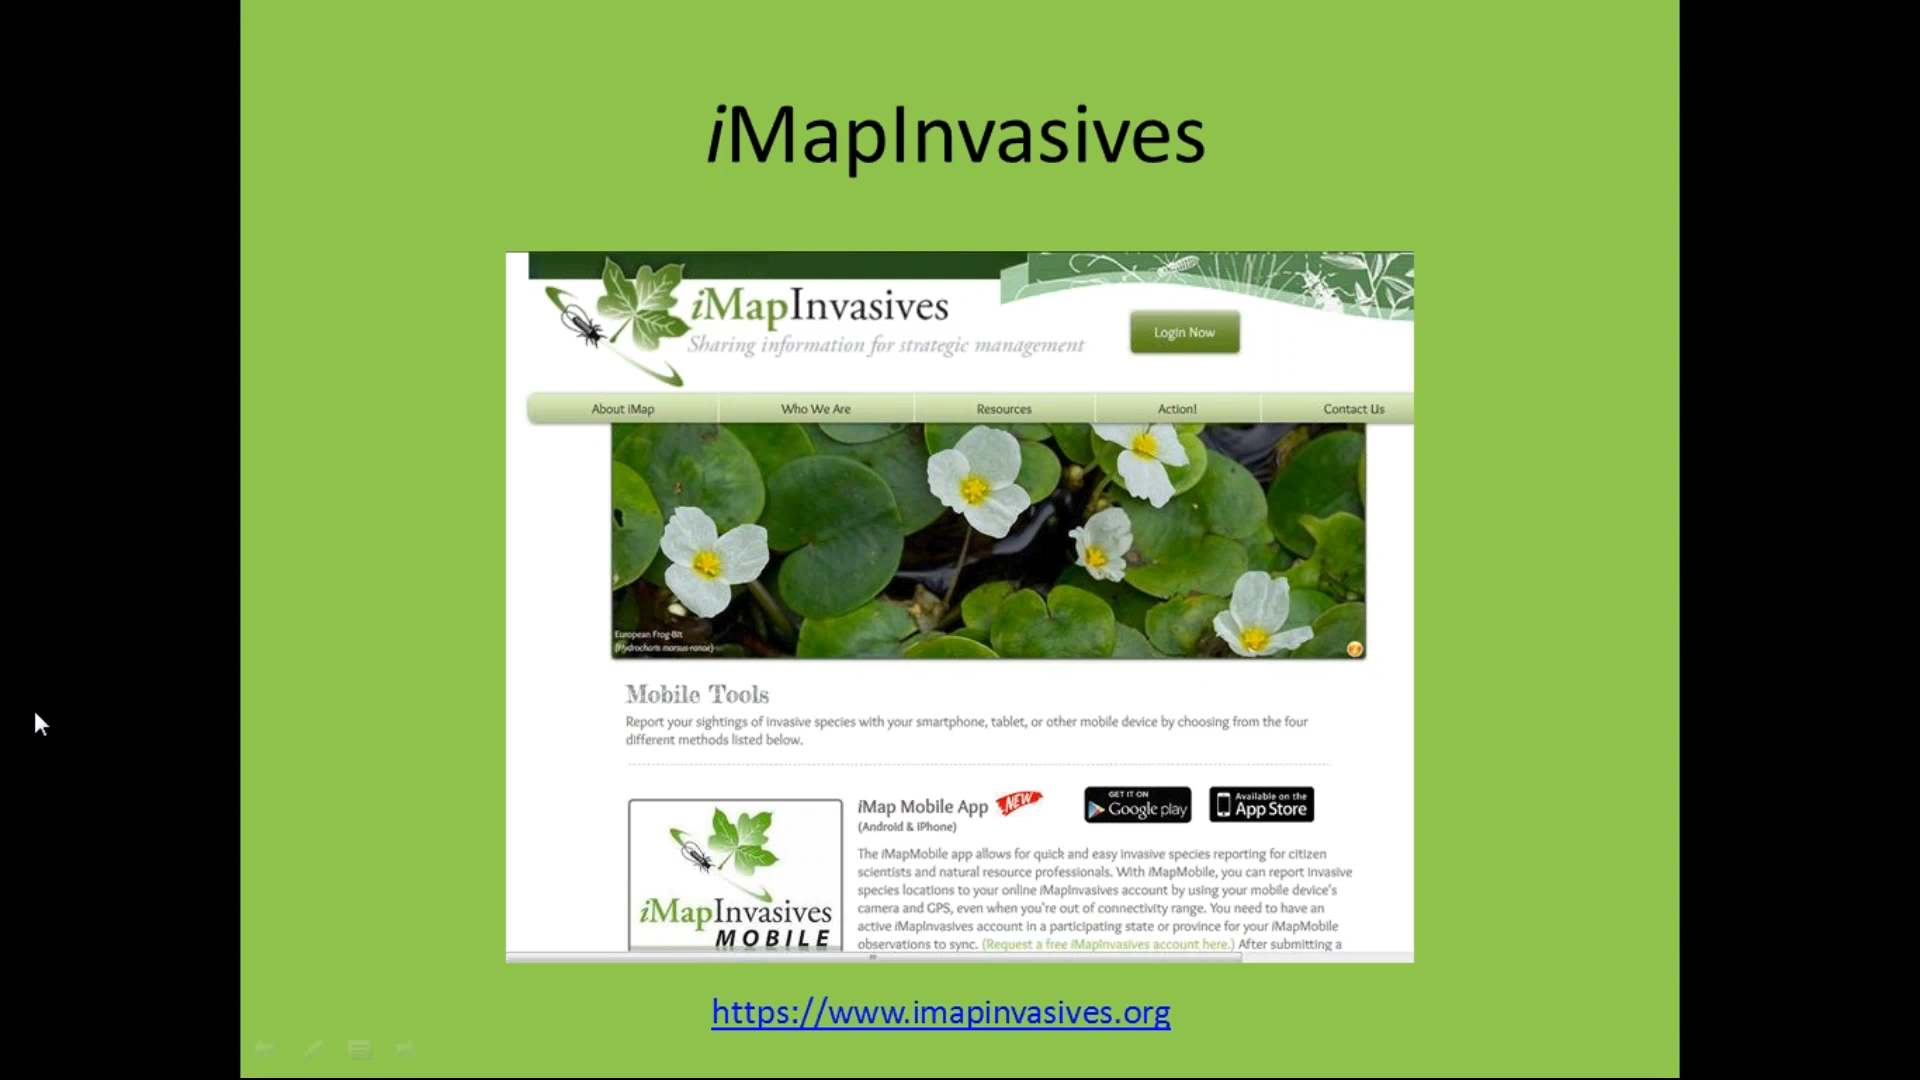 iMapInvasives
iMapInvasives
Sharing information for strategic management
Login Now
About iMap
Who We Are
Resources
Action!
Contact Us
European Frog-Bit
(Hydrocharis morsus-ranae)
Mobile Tools
Report your sightings of invasive species with your smartphone, tablet, or other mobile device by choosing from the four
different methods listed below.
iMapInvasives
MOBILE
iMap Mobile App NEW
(Android & iPhone)
GET IT ON
Google play
Available on the
App Store
The iMapMobile app allows for quick and easy invasive species reporting for citizen
scientists and natural resource professionals. With iMapMobile, you can report invasive
species locations to your online iMapInvasives account by using your mobile device's
camera and GPS, even when you're out of connectivity range. You need to have an
active iMapInvasives account in a participating state or province for your iMapMobile
observations to sync. (Request a free iMapInvasives account here.) After submitting a
https://www.imapinvasives.org